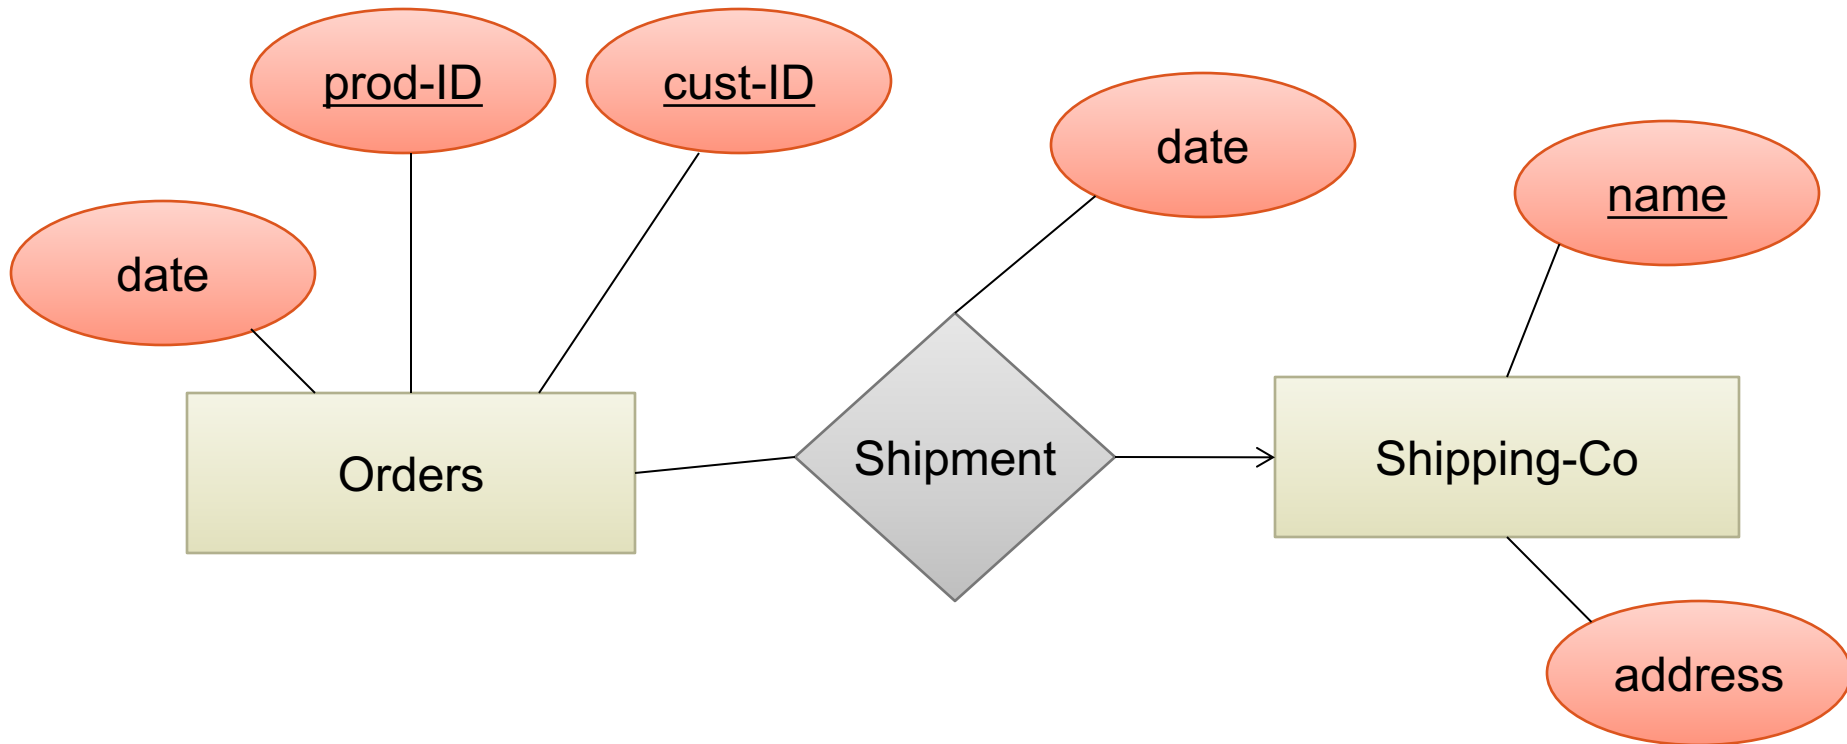 prod-ID
cust-ID
date
name
date
Shipment
Shipping-Co
Orders
address